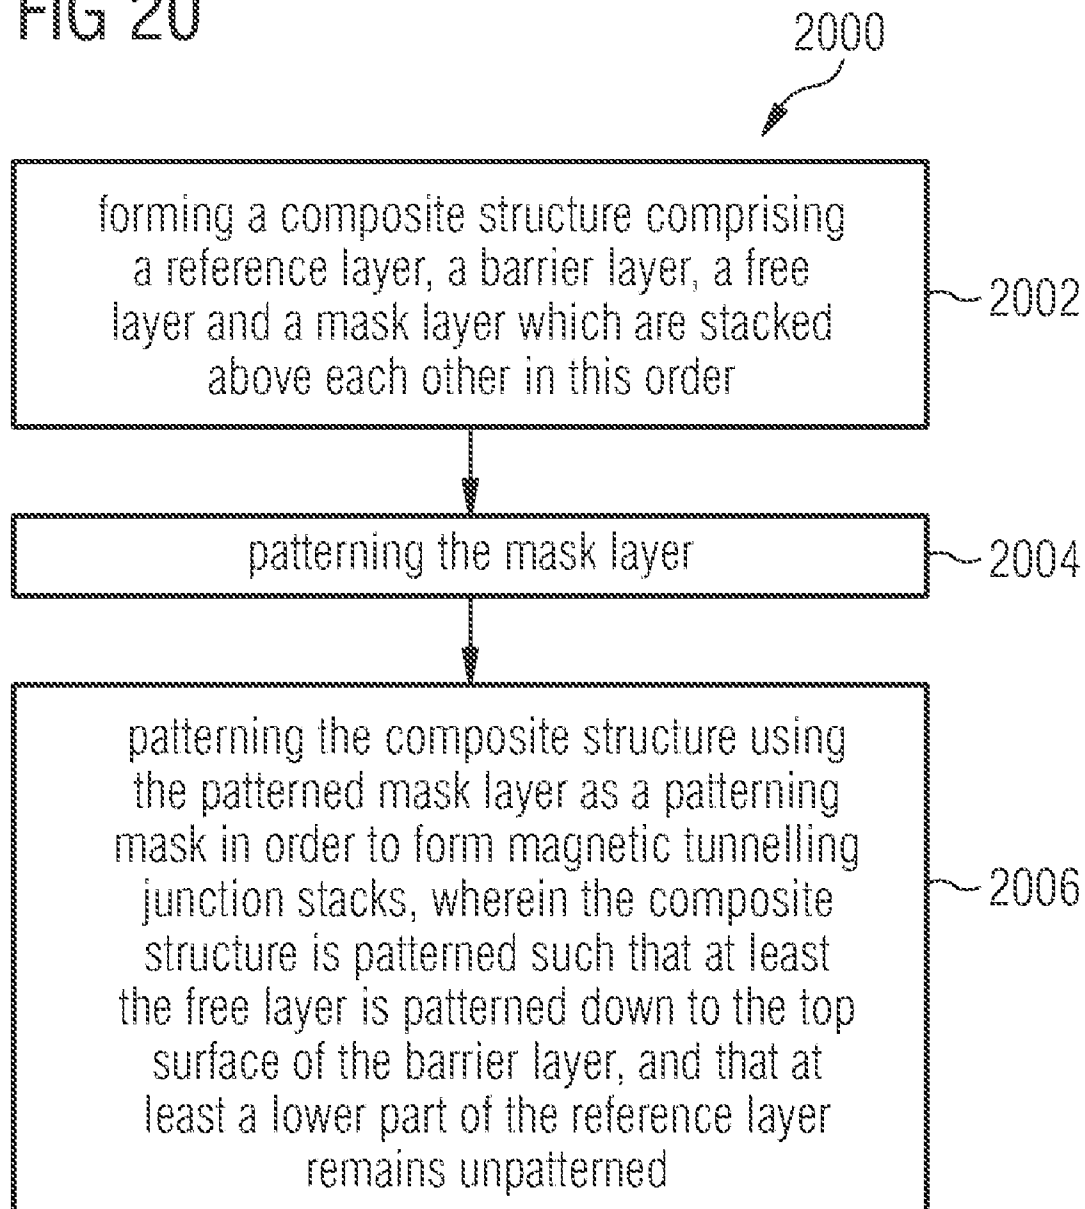 FIG 20
2000
forming a composite structure comprising
a reference layer, a barrier layer, a free
layer and a mask layer which are stacked
above each other in this order
2002
patterning the mask layer
2004
patterning the composite structure using
the patterned mask layer as a patterning
mask in order to form magnetic tunnelling
junction stacks, wherein the composite
structure is patterned such that at least
the free layer is patterned down to the top
surface of the barrier layer, and that at
least a lower part of the reference layer
remains unpatterned
2006